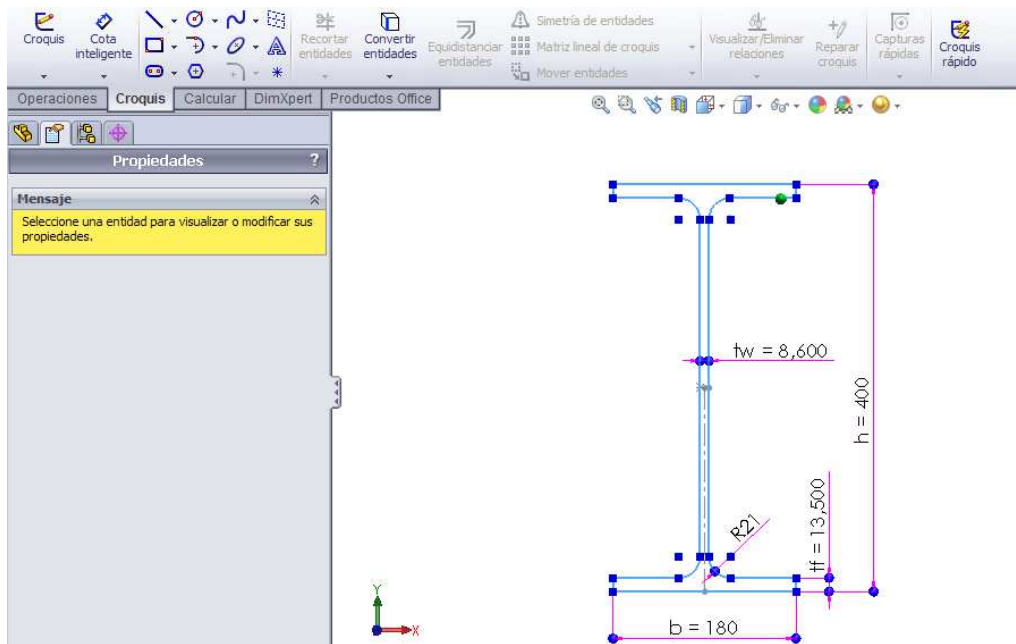 Croquis
Cota
inteligente
Recortar
entidades
Convertir
entidades
Equidistanciar
entidades
Simetría de entidades
Matriz lineal de croquis
Mover entidades
Visualizar/Eliminar
relaciones
Reparar
croquis
Capturas
rápidas
Croquis
rápido
Operaciones Croquis Calcular DimXpert Productos Office
Propiedades ?
Mensaje
Seleccione una entidad para visualizar o modificar sus
propiedades.
tw = 8,600
h = 400
R21
tf = 13,500
b = 180
Y
X